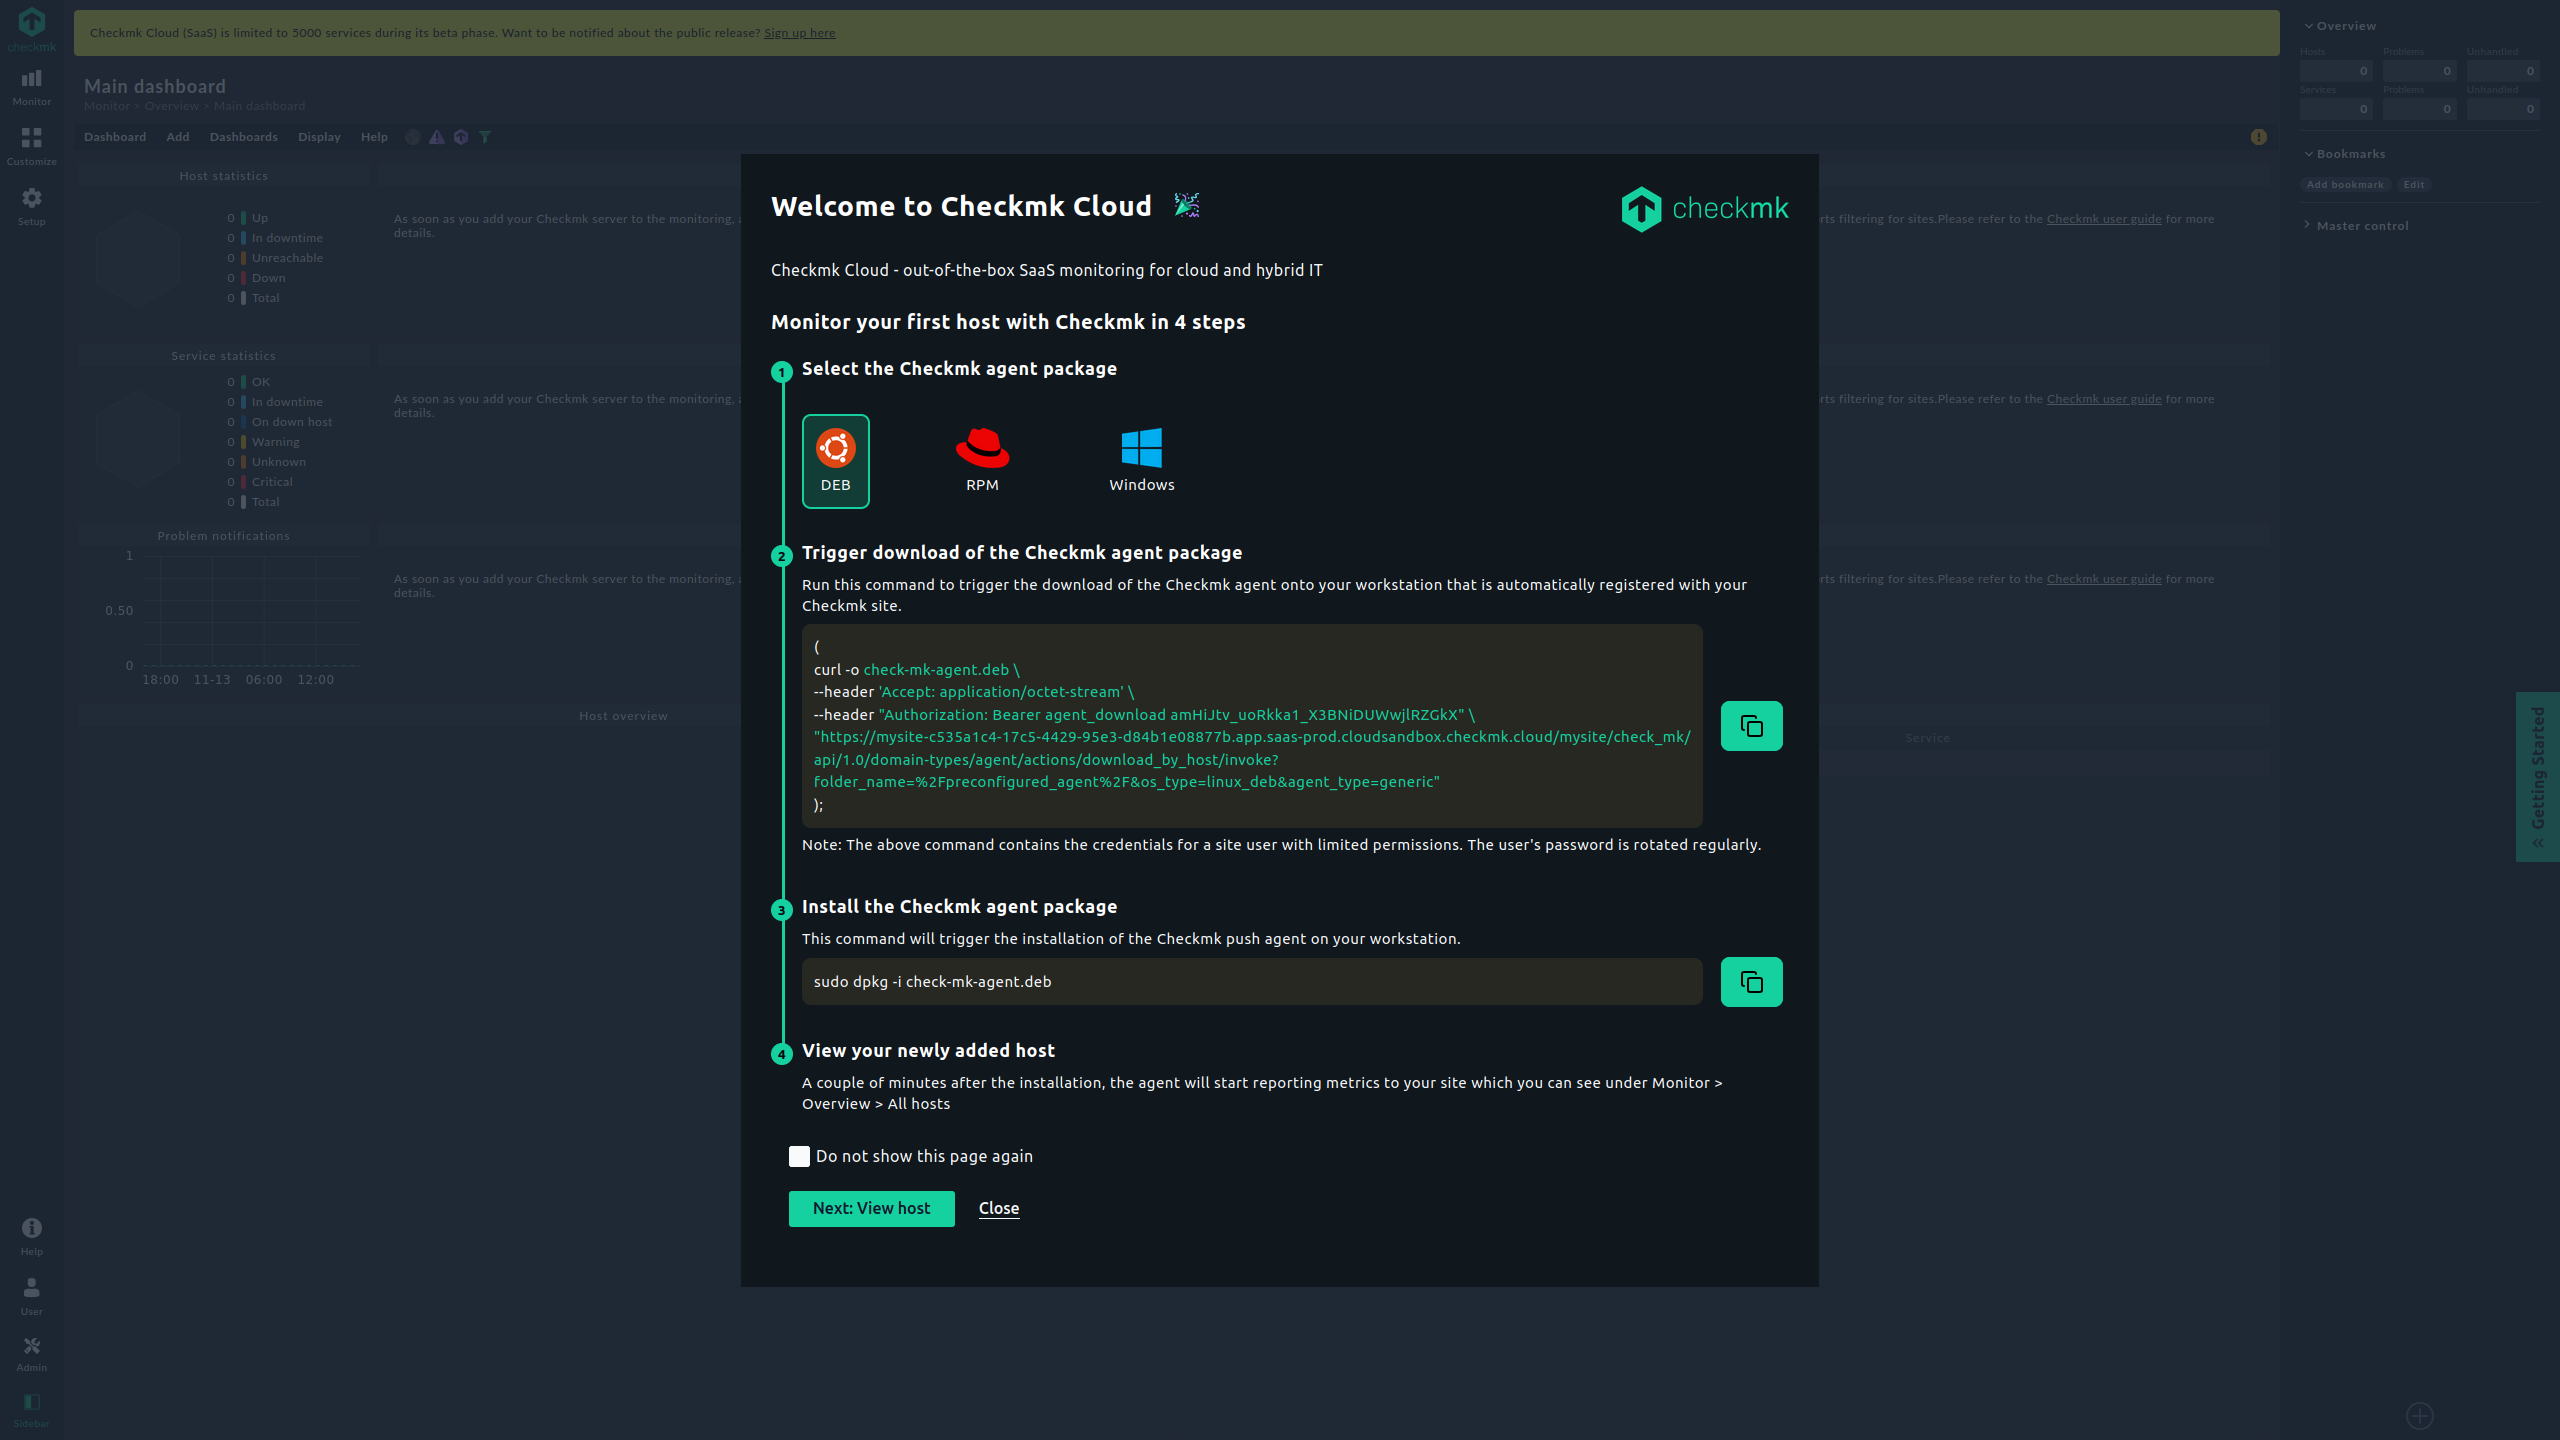 checkmk
Checkmk Cloud (SaaS) is limited to 5000 services during its beta phase. Want to be notified about the public release? Sign up here
Monitor
Customize
Setup
Main dashboard
Monitor > Overview > Main dashboard
Dashboard Add Dashboards Display Help
Host statistics
0 Up
0 In downtime
0 Unreachable
0 Down
0 Total
As soon as you add your Checkmk server to the monitoring,
details.
rts filtering for sites.Please refer to the Checkmk user guide for more
Service statistics
0 OK
0 In downtime
0 On down host
0 Warning
0 Unknown
0 Critical
0 Total
As soon as you add your Checkmk server to the monitoring,
details.
rts filtering for sites.Please refer to the Checkmk user guide for more
Problem notifications
1
0.50
0
18:00 11-13 06:00 12:00
As soon as you add your Checkmk server to the monitoring,
details.
rts filtering for sites.Please refer to the Checkmk user guide for more
Host overview
Service
Welcome to Checkmk Cloud
checkmk
Checkmk Cloud - out-of-the-box SaaS monitoring for cloud and hybrid IT
Monitor your first host with Checkmk in 4 steps
1 Select the Checkmk agent package
DEB RPM Windows
2 Trigger download of the Checkmk agent package
Run this command to trigger the download of the Checkmk agent onto your workstation that is automatically registered with your
Checkmk site.
(
curl -o check-mk-agent.deb \
--header 'Accept: application/octet-stream' \
--header "Authorization: Bearer agent_download amHiJtv_uoRkka1_X3BNiDUWwjlRZGkX" \
"https://mysite-c535a1c4-17c5-4429-95e3-d84b1e08877b.app.saas-prod.cloudsandbox.checkmk.cloud/mysite/check_mk/
api/1.0/domain-types/agent/actions/download_by_host/invoke?
folder_name=%2Fpreconfigured_agent%2F&os_type=linux_deb&agent_type=generic"
);
Note: The above command contains the credentials for a site user with limited permissions. The user's password is rotated regularly.
3 Install the Checkmk agent package
This command will trigger the installation of the Checkmk push agent on your workstation.
sudo dpkg -i check-mk-agent.deb
4 View your newly added host
A couple of minutes after the installation, the agent will start reporting metrics to your site which you can see under Monitor >
Overview > All hosts
Do not show this page again
Next: View host Close
Overview
Hosts Problems Unhandled
0 0 0
Services Problems Unhandled
0 0 0
Bookmarks
Add bookmark Edit
Master control
Getting Started
Help
User
Admin
Sidebar